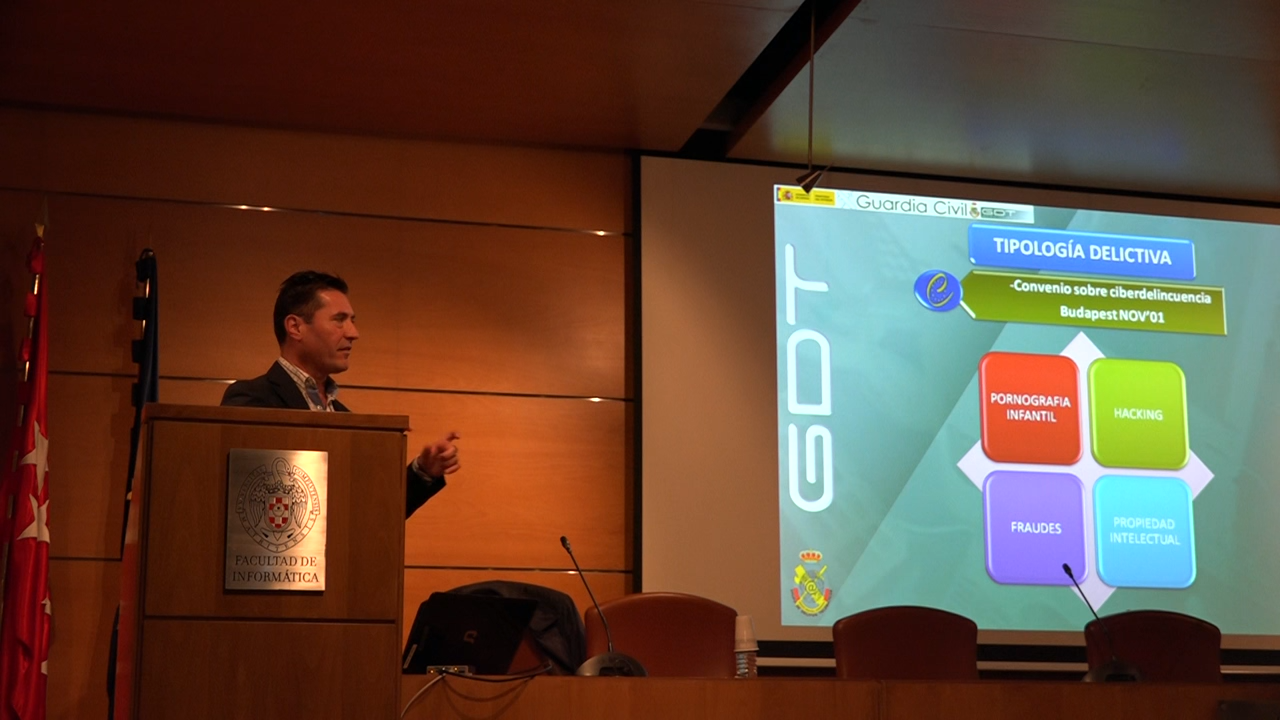 Guardia Civil GDT
TIPOLOGÍA DELICTIVA
-Convenio sobre ciberdelincuencia
Budapest NOV'01
GDT
PORNOGRAFIA
INFANTIL
HACKING
FRAUDES
PROPIEDAD
INTELECTUAL
FACULTAD DE
INFORMÁTICA